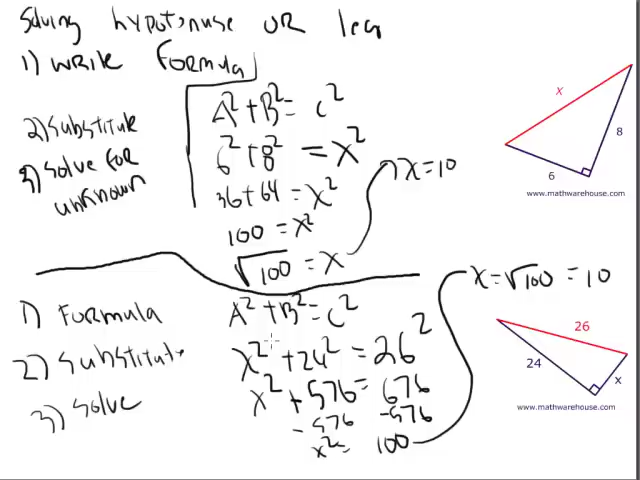 Solving hypotenuse OR leg
1) Write Formula
A² + B² = C²
2) Substitute
6² + 8² = X²
3) Solve for unknown
36 + 64 = X²
100 = X²
√100 = X
X = 10
x
8
6
www.mathwarehouse.com
1) Formula
A² + B² = C²
2) Substitute
X² + 24² = 26²
3) Solve
X² + 576 = 676
- 576 - 576
X² = 100
X = √100 = 10
26
24
x
www.mathwarehouse.com